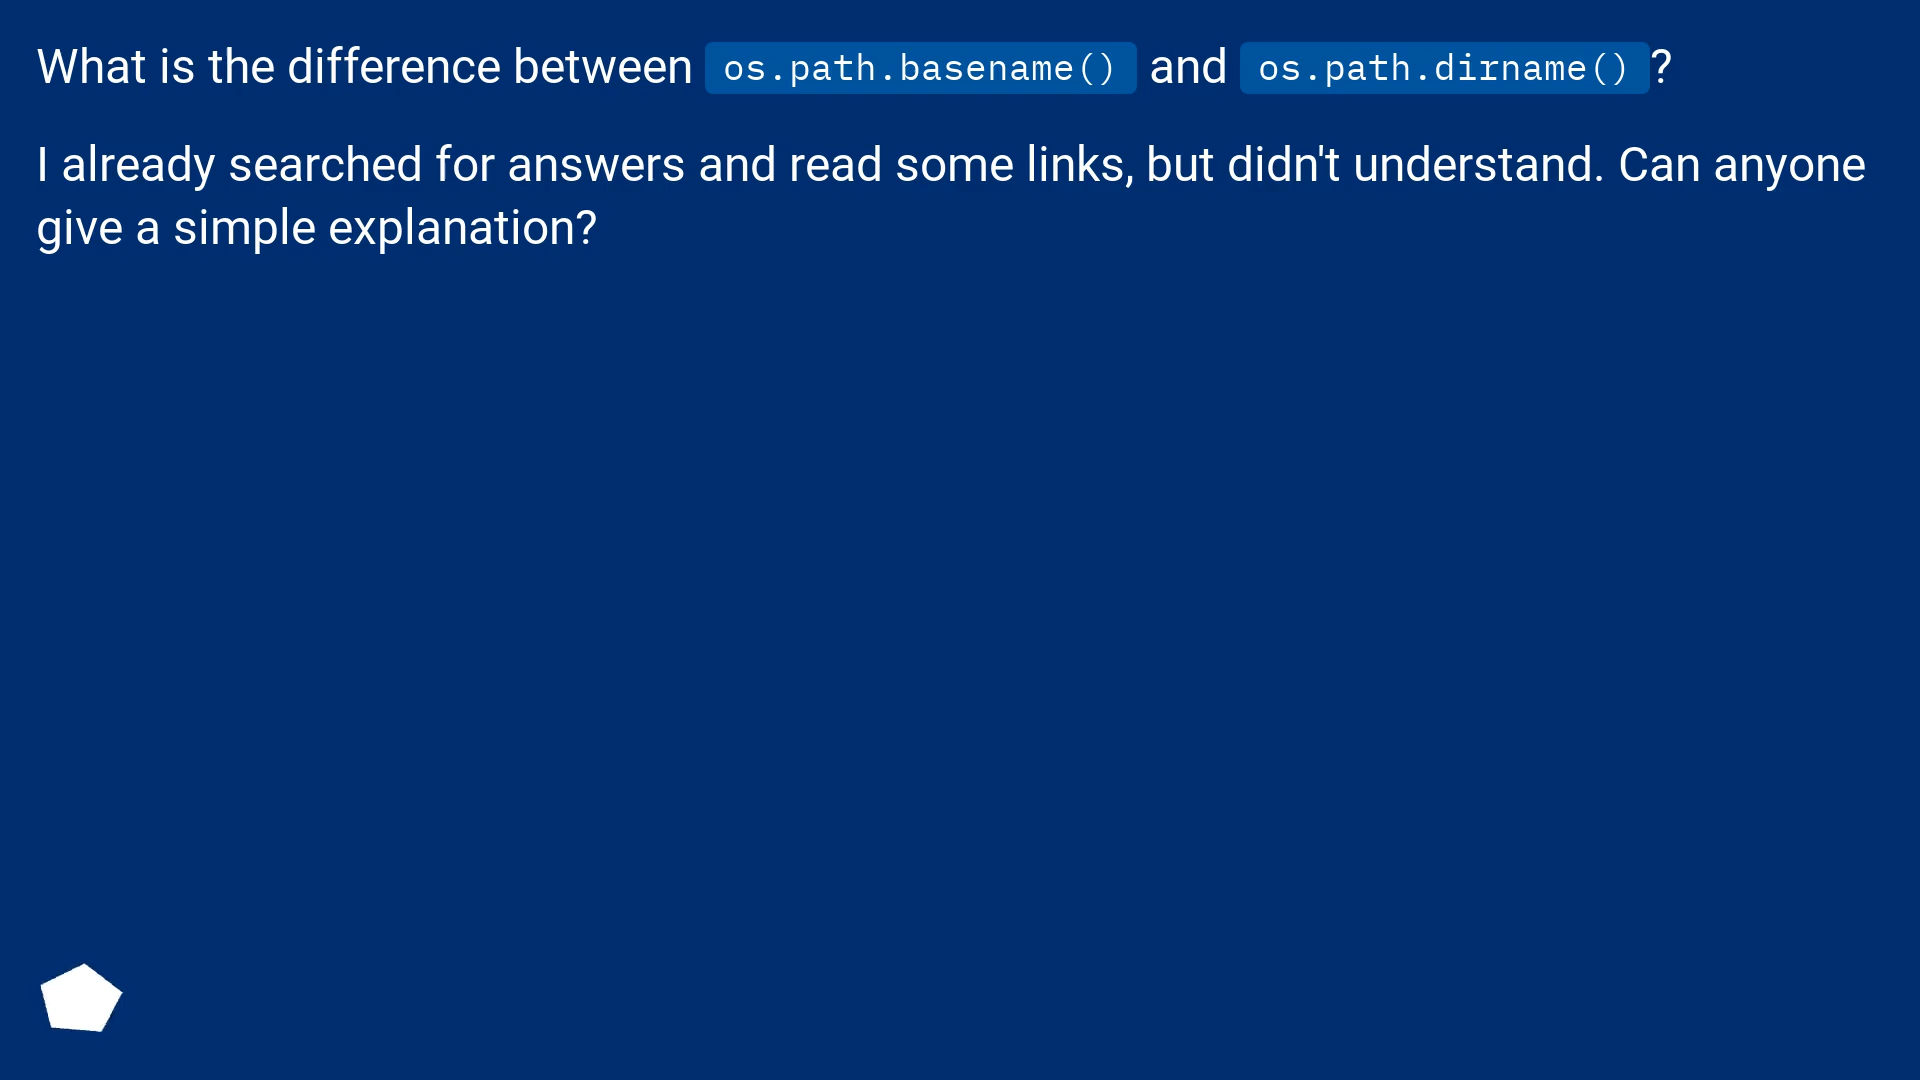 What is the difference between os.path.basename() and os.path.dirname()?
I already searched for answers and read some links, but didn't understand. Can anyone
give a simple explanation?